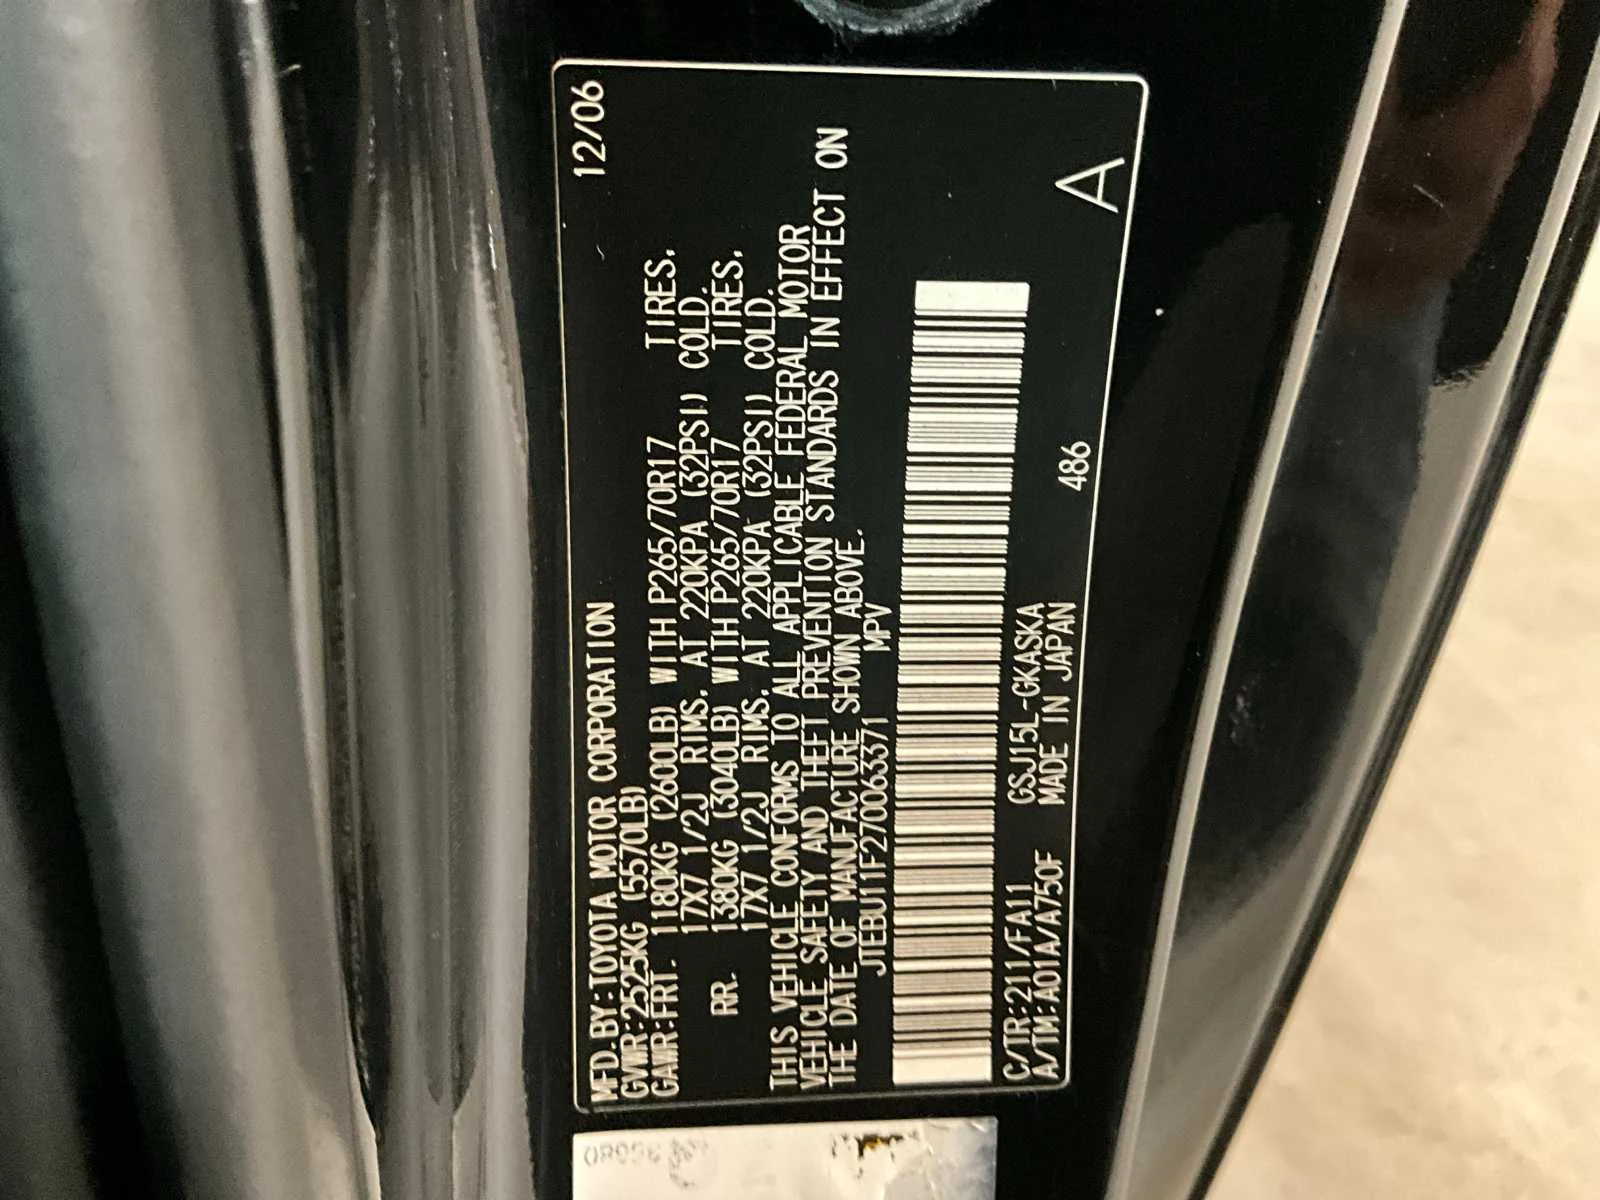 MFD.BY:TOYOTA MOTOR CORPORATION 12/06
GVWR:2525KG (5570LB)
GAWR:FRT. 1180KG (2600LB) WITH P265/70R17 TIRES,
17X7 1/2J RIMS, AT 220KPA (32PSI) COLD.
RR. 1380KG (3040LB) WITH P265/70R17 TIRES,
17X7 1/2J RIMS, AT 220KPA (32PSI) COLD.
THIS VEHICLE CONFORMS TO ALL APPLICABLE FEDERAL MOTOR
VEHICLE SAFETY AND THEFT PREVENTION STANDARDS IN EFFECT ON
THE DATE OF MANUFACTURE SHOWN ABOVE.
JTEBU11F270063371 MPV
C/TR:211/FA11 GSJ15L-GKASKA
A/TM:A01A/A750F MADE IN JAPAN 486
A